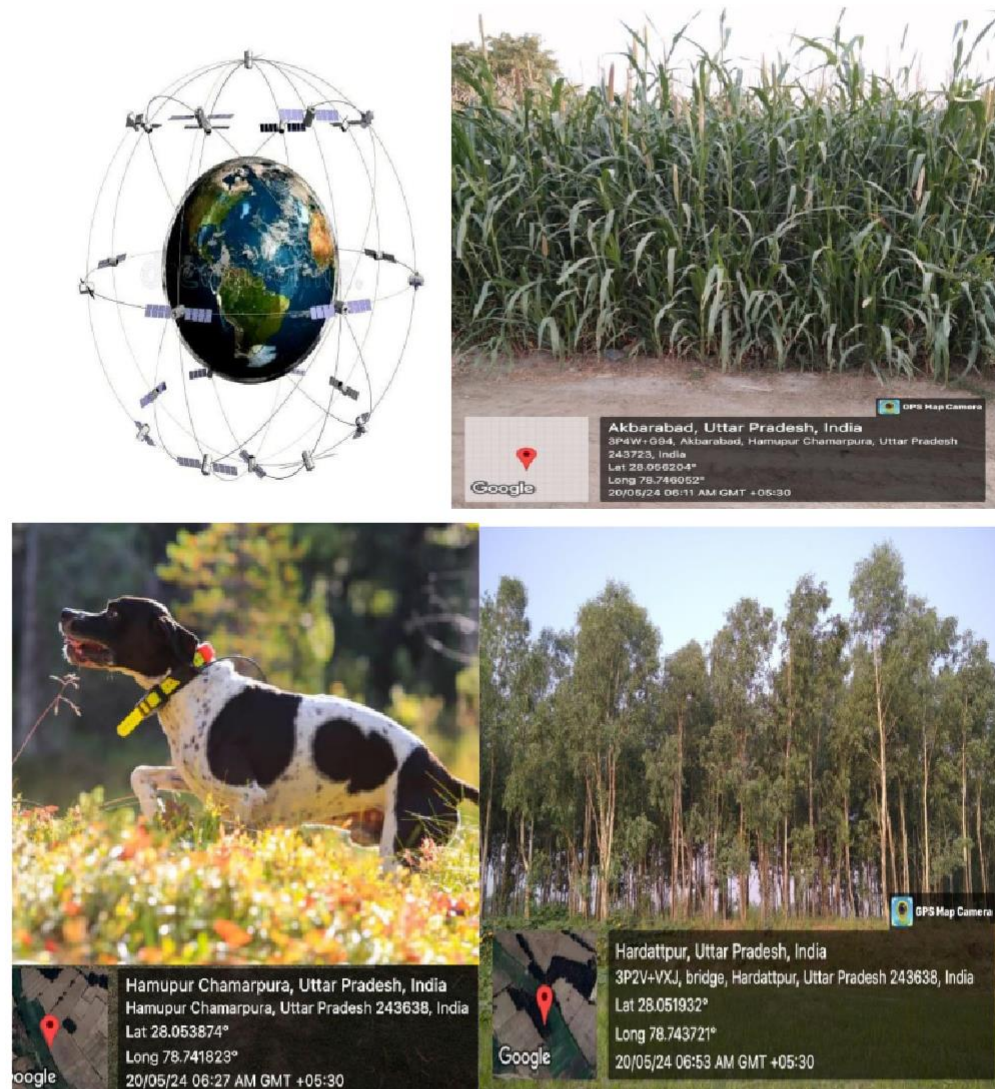 GPS Map Camera
Akbarabad, Uttar Pradesh, India
3P4W+G94, Akbarabad, Hamupur Chamarpura, Uttar Pradesh
243723, India
Lat 28.056204°
Long 78.746052°
20/05/24 06:11 AM GMT +05:30
Google
Hamupur Chamarpura, Uttar Pradesh, India
Hamupur Chamarpura, Uttar Pradesh 243638, India
Lat 28.053874°
Long 78.741823°
20/05/24 06:27 AM GMT +05:30
oogle
GPS Map Camera
Hardattpur, Uttar Pradesh, India
3P2V+VXJ, bridge, Hardattpur, Uttar Pradesh 243638, India
Lat 28.051932°
Long 78.743721°
20/05/24 06:53 AM GMT +05:30
Google